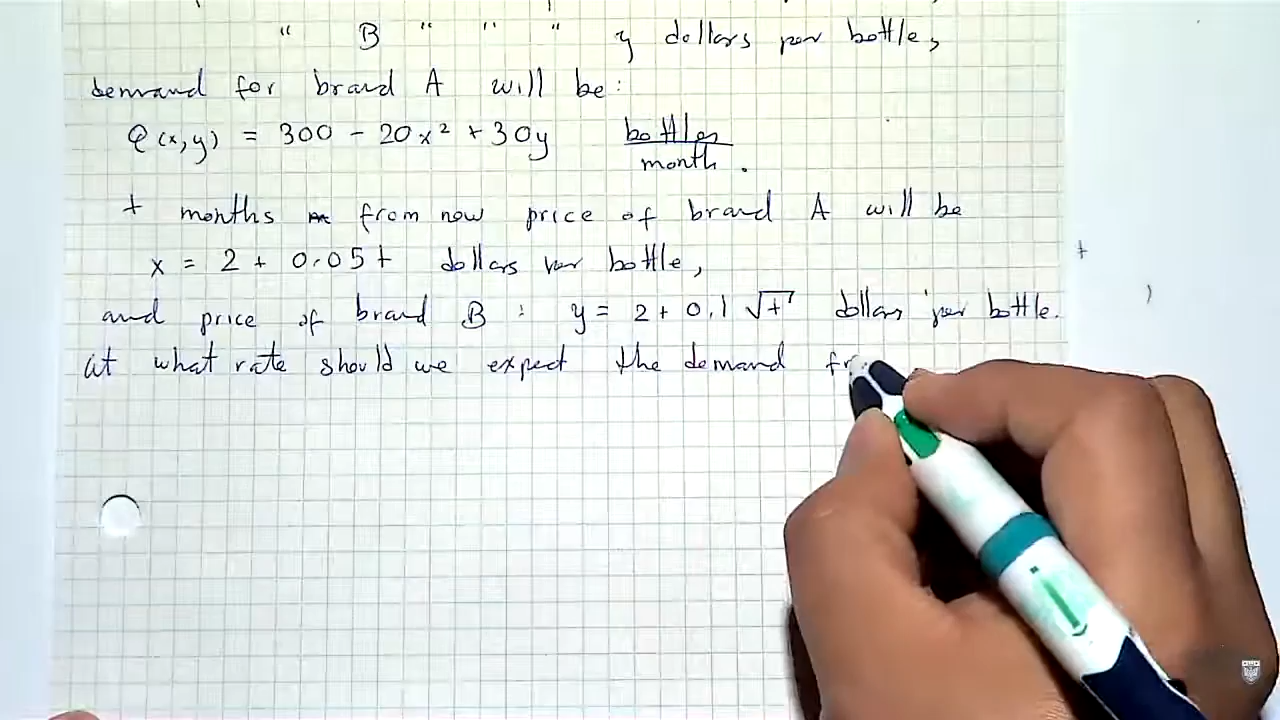 “ B “ “ “ y dollars per bottle,
demand for brand A will be:
Q(x,y) = 300 - 20x² + 30y bottles
month.
t months from now price of brand A will be
x = 2 + 0.05t dollars per bottle,
and price of brand B : y = 2 + 0.1 √t dollars per bottle.
at what rate should we expect the demand